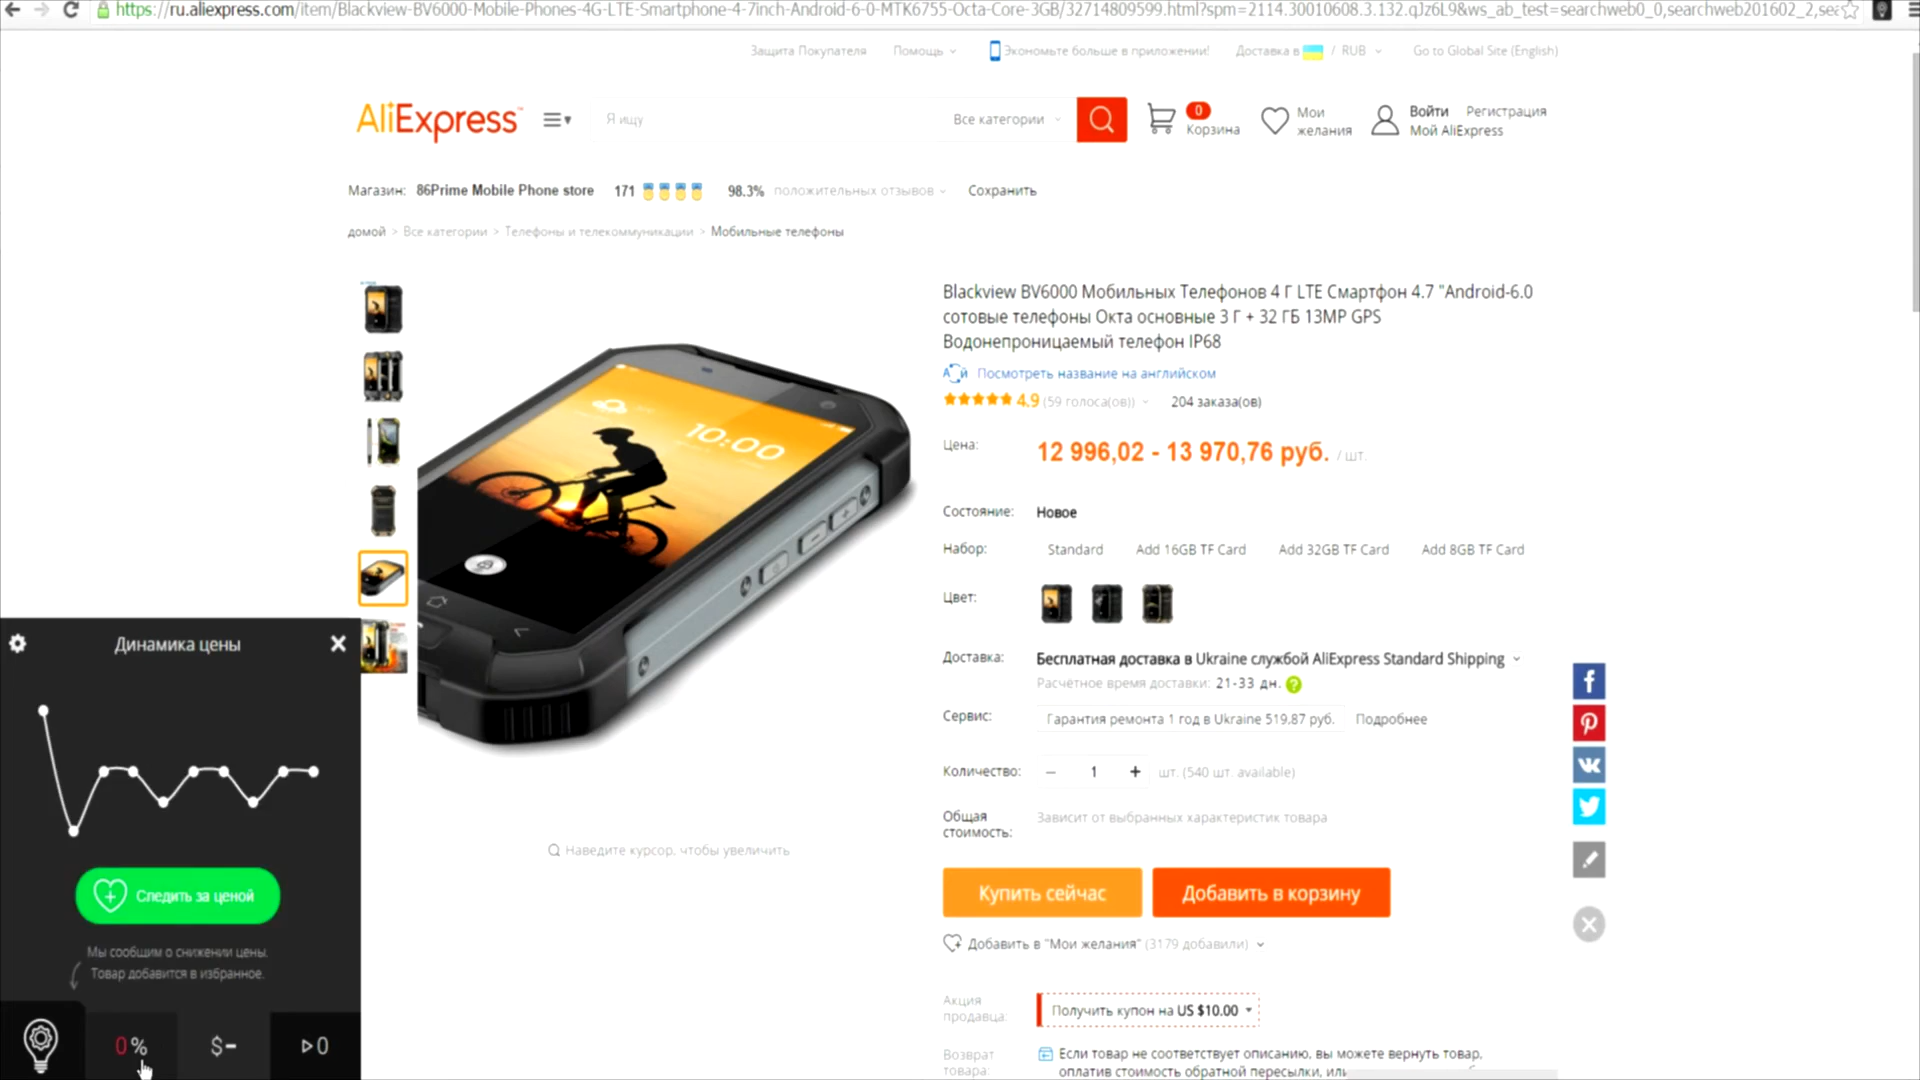 https://ru.aliexpress.com/item/Blackview-BV6000-Mobile-Phones-4G-LTE-Smartphone-4-7inch-Android-6-0-MTK6755-Octa-Core-3GB/32714809599.html?spm=2114.30010608.3.132.qJz6L9&ws_ab_test=searchweb0_0,searchweb201602_2,sea
Защита Покупателя Помощь Экономьте больше в приложении! Доставка в / RUB Go to Global Site (English)
AliExpress™ Я ищу Все категории 0 Корзина Мои желания Войти Регистрация Мой AliExpress
Магазин: 86Prime Mobile Phone store 171 98.3% положительных отзывов Сохранить
домой > Все категории > Телефоны и телекоммуникации > Мобильные телефоны
Blackview BV6000 Мобильных Телефонов 4 Г LTE Смартфон 4.7 "Android-6.0
сотовые телефоны Окта основные 3 Г + 32 ГБ 13MP GPS
Водонепроницаемый телефон IP68
Посмотреть название на английском
4.9 (59 голоса(ов)) 204 заказа(ов)
Цена: 12 996,02 - 13 970,76 руб. / шт.
10:00
Состояние: Новое
Набор: Standard Add 16GB TF Card Add 32GB TF Card Add 8GB TF Card
Цвет:
Доставка: Бесплатная доставка в Ukraine службой AliExpress Standard Shipping
Расчётное время доставки: 21-33 дн. ?
Сервис: Гарантия ремонта 1 год в Ukraine 519,87 руб. Подробнее
Количество: – 1 + шт. (540 шт. available)
Общая стоимость: Зависит от выбранных характеристик товара
Наведите курсор, чтобы увеличить
Купить сейчас Добавить в корзину
Добавить в "Мои желания" (3179 добавили)
Акция продавца: Получить купон на US $10.00
Возврат товара: Если товар не соответствует описанию, вы можете вернуть товар,
оплатив стоимость обратной пересылки, или
Динамика цены
Следить за ценой
Мы сообщим о снижении цены.
Товар добавится в избранное.
0% $– 0